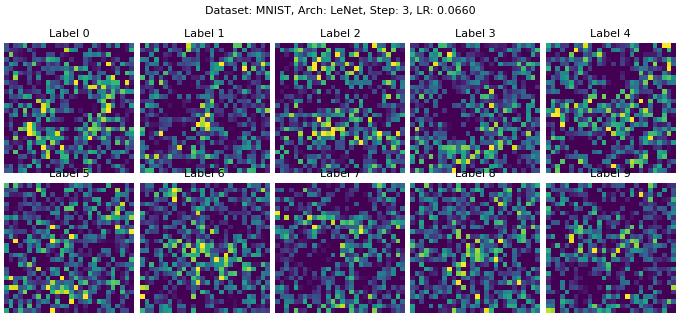 Dataset: MNIST, Arch: LeNet, Step: 3, LR: 0.0660
Label 0
Label 1
Label 2
Label 3
Label 4
Label 5
Label 6
Label 7
Label 8
Label 9